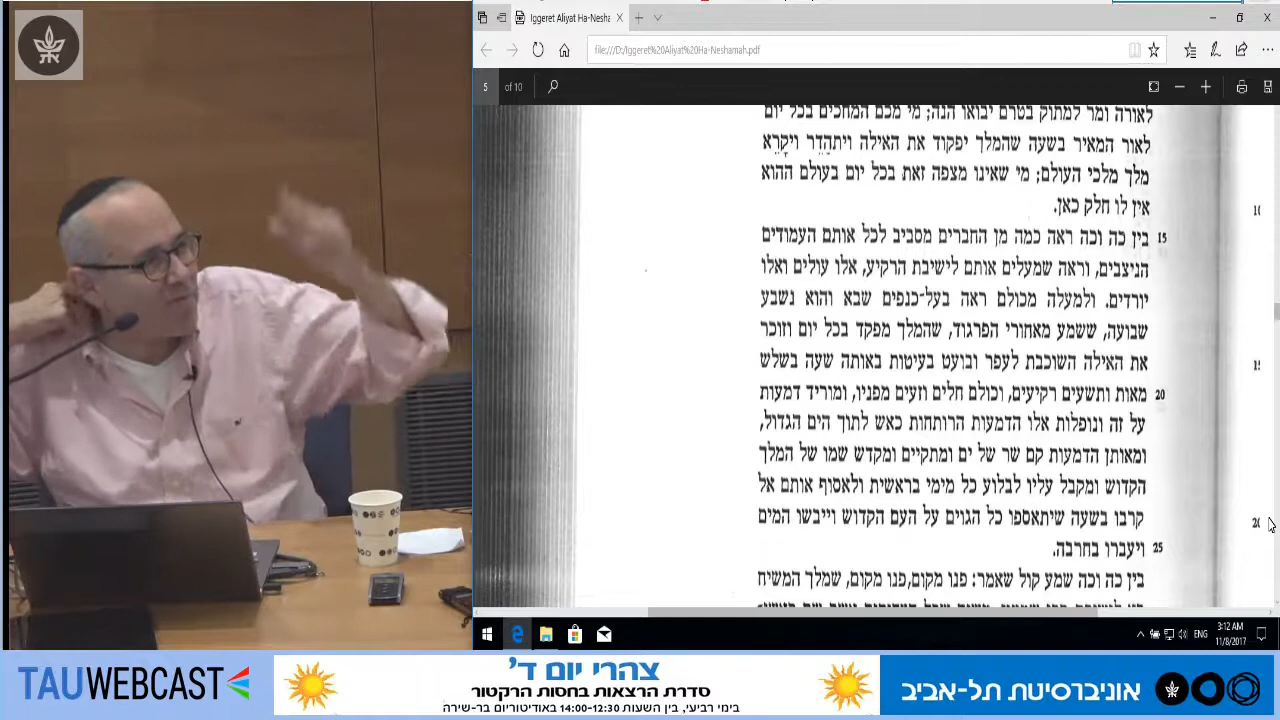 Iggeret Aliyat Ha-Nesha
file:///D:/Iggeret%20Aliyat%20Ha-Neshamah.pdf
5 of 10
לאורה ומר למתוק בטרם יבואו הנה; מי מכם המחכים בכל יום
לאור המאיר בשעה שהמלך יפקוד את האילה ויתהַדֵר ויקָרֵא
מלך מלכי העולם; מי שאינו מצפה זאת בכל יום בעולם ההוא
אין לו חלק כאן.
10
בין כה וכה ראה כמה מן החברים מסביב לכל אותם העמודים 15
הניצבים, וראה שמעלים אותם לישיבת הרקיע, אלו עולים ואלו
יורדים. ולמעלה מכולם ראה בעל-כנפים שבא והוא נשבע
שבועה, ששמע מאחורי הפרגוד, שהמלך מפקד בכל יום וזוכר
את האילה השוכבת לעפר ובועט בעיטות באותה שעה בשלש
מאות ותשעים רקיעים, וכולם חלים וזעים מפניו, ומוריד דמעות 20
על זה ונופלות אלו הדמעות הרותחות כאש לתוך הים הגדול,
ומאותן הדמעות קם שר של ים ומתקיים ומקדש שמו של המלך
הקדוש ומקבל עליו לבלוע כל מימי בראשית ולאסוף אותם אל
קרבו בשעה שיתאספו כל הגוים על העם הקדוש וייבשו המים
20
ויעברו בחרבה. 25
בין כה וכה שמע קול שאמר: פנו מקום,פנו מקום, שמלך המשיח
ENG
3:12 AM
11/8/2017
TAUWEBCAST
צהרי יום ד'
סדרת הרצאות בחסות הרקטור
בימי רביעי, בין השעות 14:00-12:30 באודיטוריום בר-שירה
אוניברסיטת תל-אביב